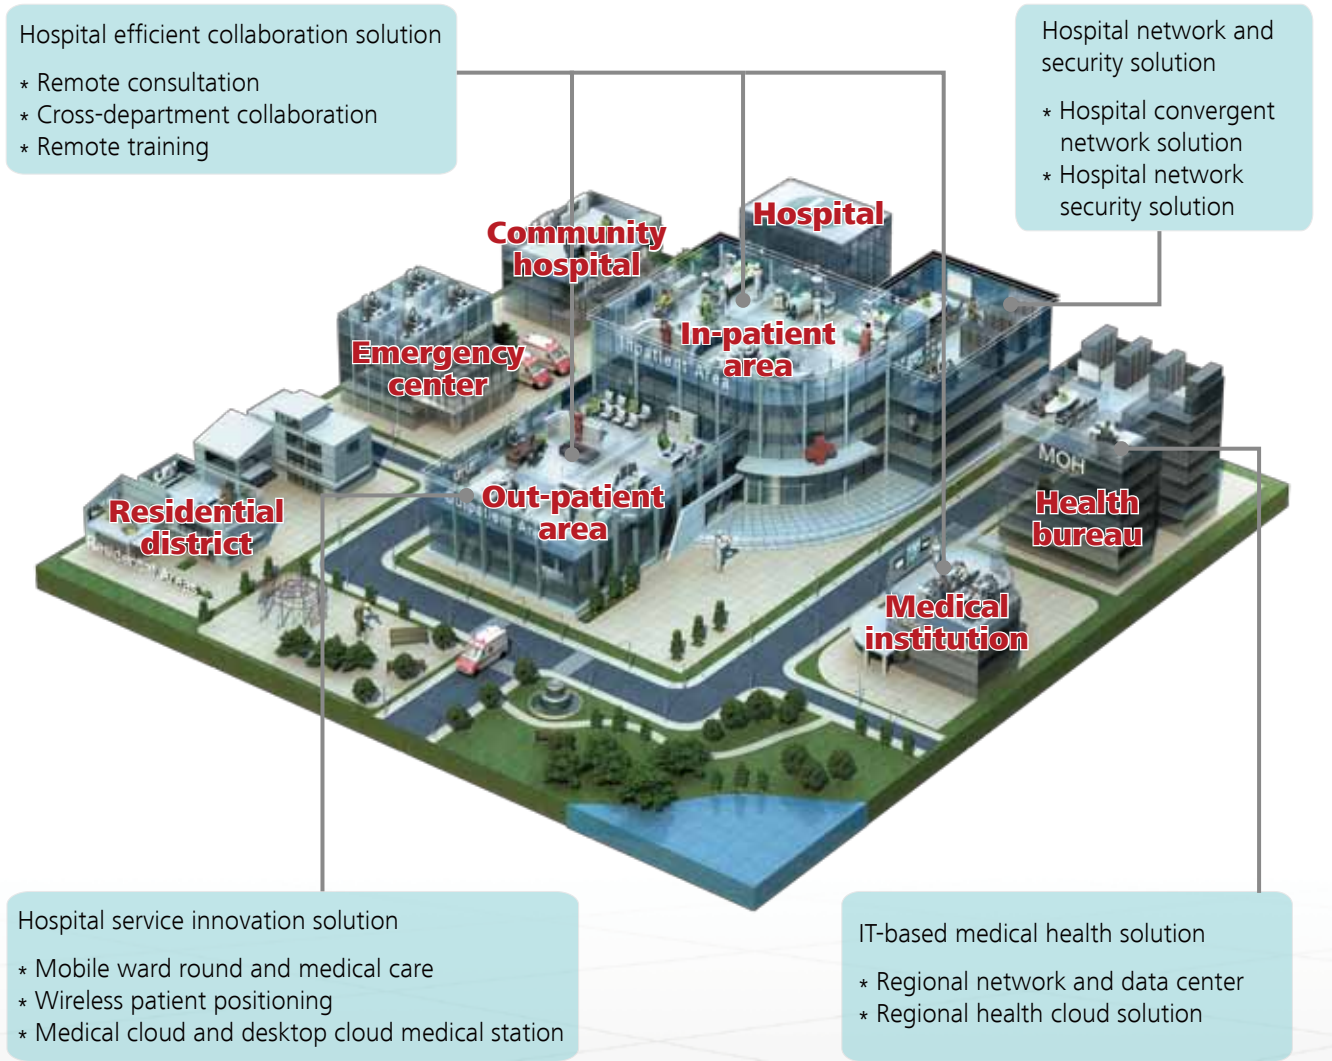 Hospital efficient collaboration solution
* Remote consultation
* Cross-department collaboration
* Remote training
Hospital network and
security solution
* Hospital convergent
network solution
* Hospital network
security solution
Hospital
Community
hospital
In-patient
area
Emergency
center
MOH
Health
bureau
Out-patient
area
Residential
district
Residential Areas
Medical
institution
Hospital service innovation solution
* Mobile ward round and medical care
* Wireless patient positioning
* Medical cloud and desktop cloud medical station
IT-based medical health solution
* Regional network and data center
* Regional health cloud solution